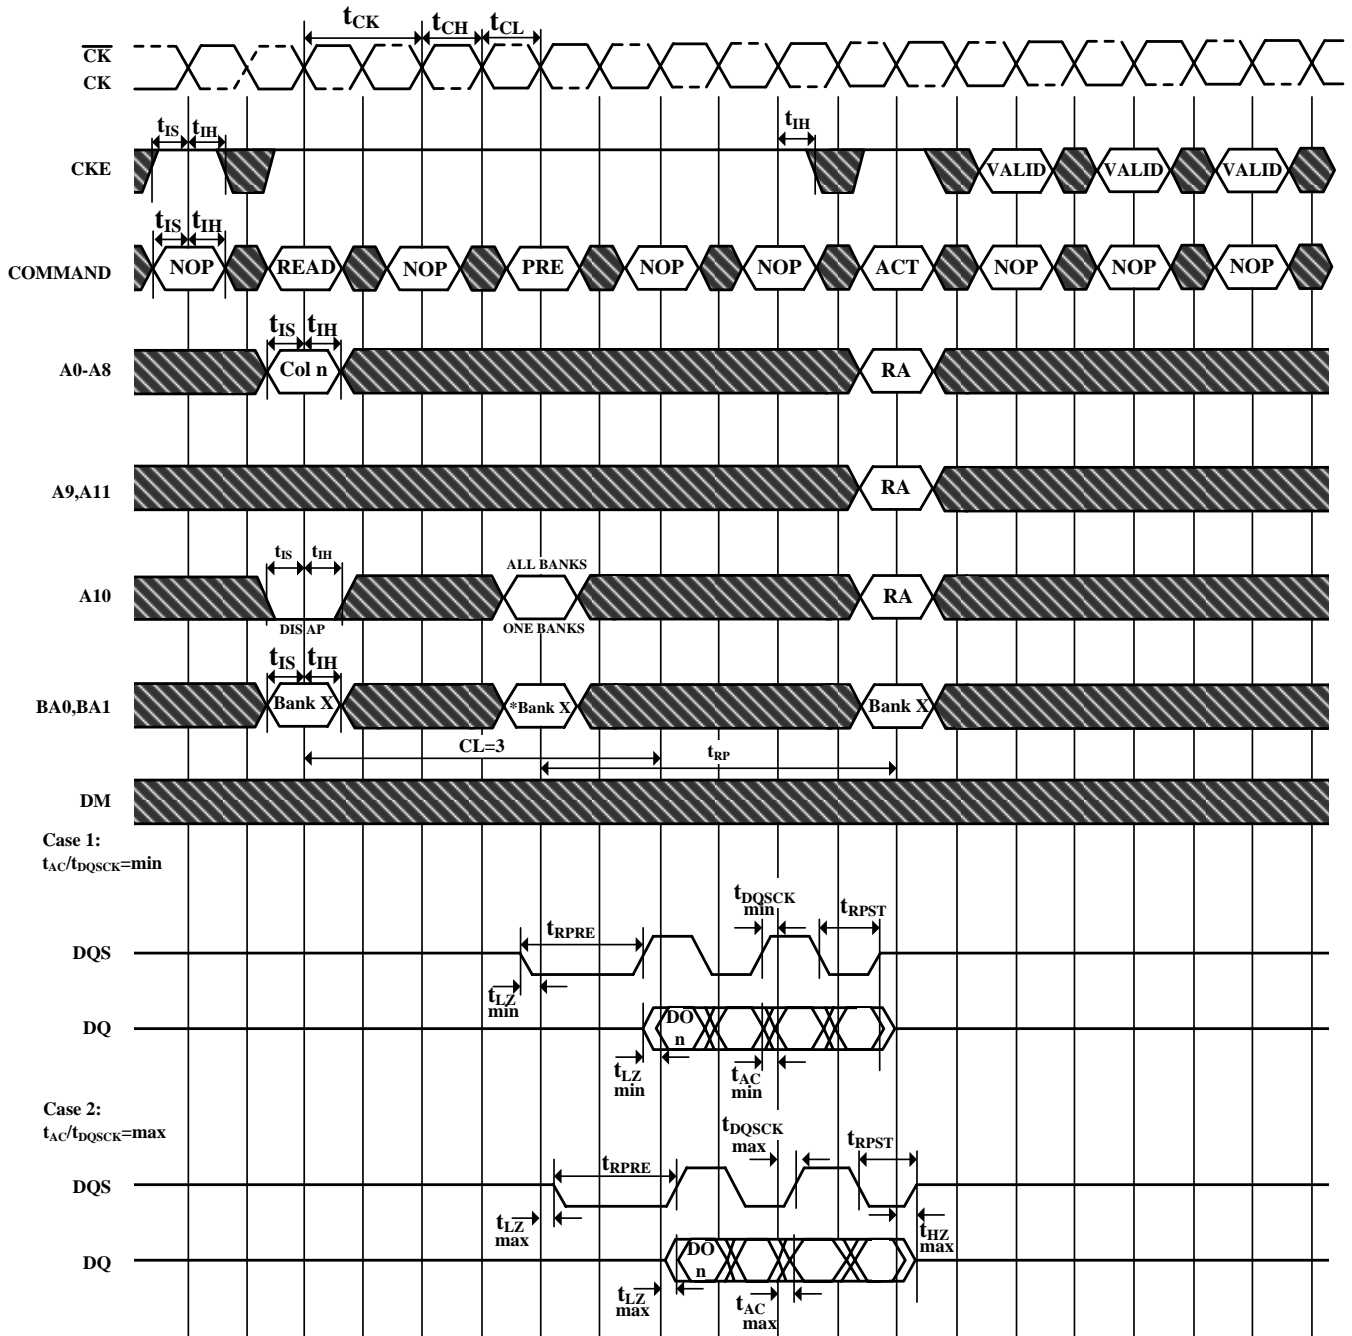 tCK tCH tCL
CK
CK
tIS tIH tIH
CKE VALID VALID VALID
tIS tIH
COMMAND NOP READ NOP PRE NOP NOP ACT NOP NOP NOP
tIS tIH
A0-A8 Col n RA
A9,A11 RA
tIS tIH ALL BANKS
A10 RA
DIS AP ONE BANKS
tIS tIH
BA0,BA1 Bank X *Bank X Bank X
CL=3 tRP
DM
Case 1:
tAC/tDQSCK=min
tDQSCK
min
tRPRE tRPST
DQS
tLZ
min
DQ DO
n
tLZ
min
tAC
min
Case 2:
tAC/tDQSCK=max
tDQSCK
max
tRPRE tRPST
DQS
tLZ
max
tHZ
max
DQ DO
n
tLZ
max
tAC
max